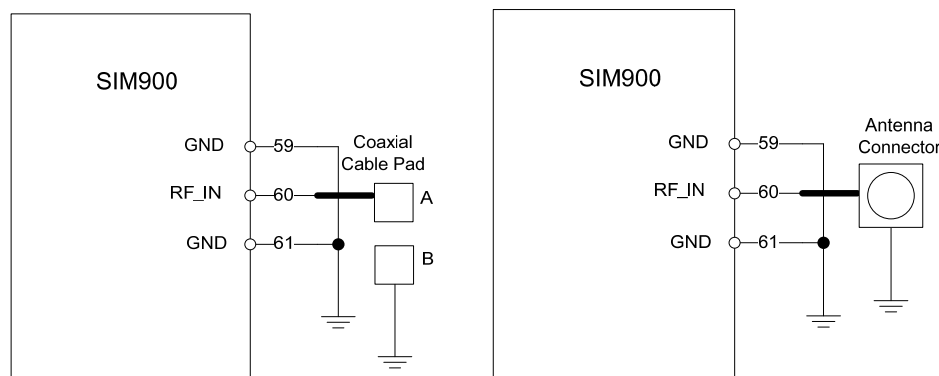 SIM900
GND
59
Coaxial
Cable Pad
RF_IN
60
A
GND
61
B
SIM900
GND
59
Antenna
Connector
RF_IN
60
GND
61